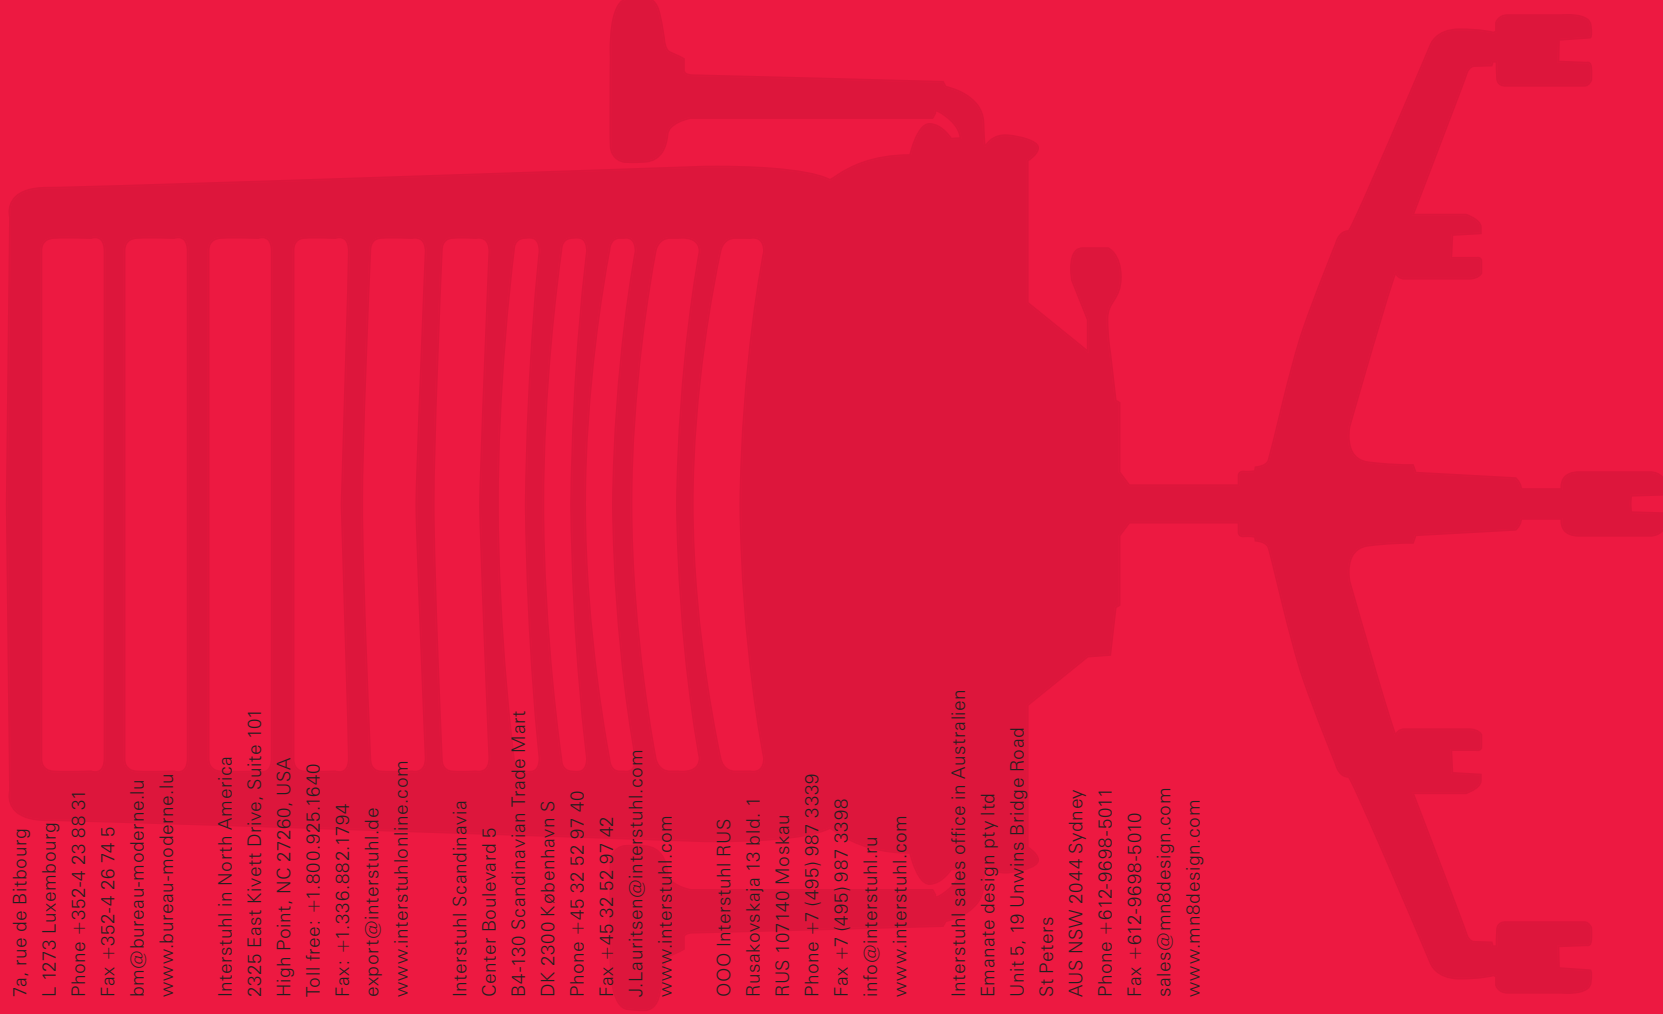 7a, rue de Bitbourg
L 1273 Luxembourg
Phone +352-4 23 88 31
Fax +352-4 26 74 5
bm@bureau-moderne.lu
www.bureau-moderne.lu
Interstuhl in North America
2325 East Kivett Drive, Suite 101
High Point, NC 27260, USA
Toll free: +1.800.925.1640
Fax: +1.336.882.1794
export@interstuhl.de
www.interstuhlonline.com
Interstuhl Scandinavia
Center Boulevard 5
B4-130 Scandinavian Trade Mart
DK 2300 København S
Phone +45 32 52 97 40
Fax +45 32 52 97 42
J.Lauritsen@interstuhl.com
www.interstuhl.com
OOO Interstuhl RUS
Rusakovskaja 13 bld. 1
RUS 107140 Moskau
Phone +7 (495) 987 3339
Fax +7 (495) 987 3398
info@interstuhl.ru
www.interstuhl.com
Interstuhl sales office in Australien
Emanate design pty ltd
Unit 5, 19 Unwins Bridge Road
St Peters
AUS NSW 2044 Sydney
Phone +612-9698-5011
Fax +612-9698-5010
sales@mn8design.com
www.mn8design.com